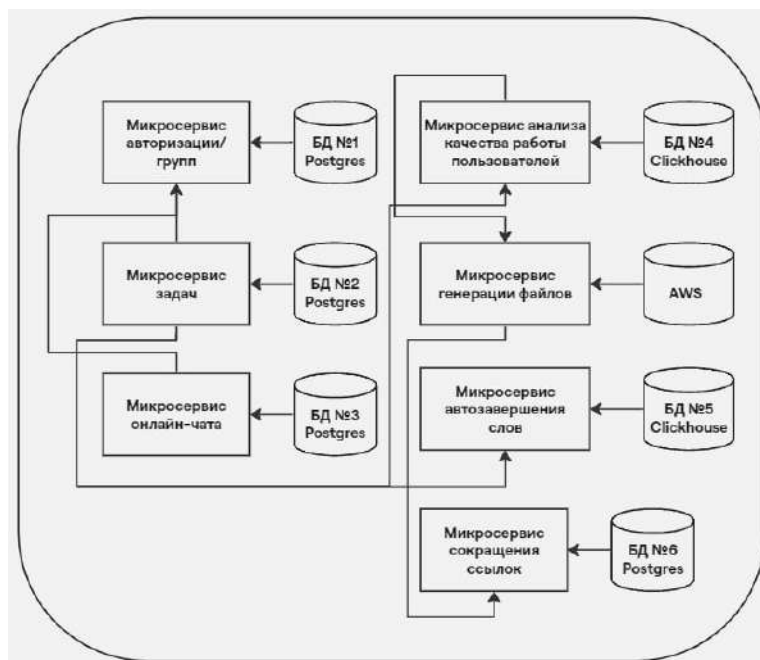 Микросервис
авторизации/
групп
БД №1
Postgres
Микросервис анализа
качества работы
пользователей
БД №4
Clickhouse
Микросервис
задач
БД №2
Postgres
Микросервис
генерации файлов
AWS
Микросервис
онлайн-чата
БД №3
Postgres
Микросервис
автозавершения
слов
БД №5
Clickhouse
Микросервис
сокращения
ссылок
БД №6
Postgres